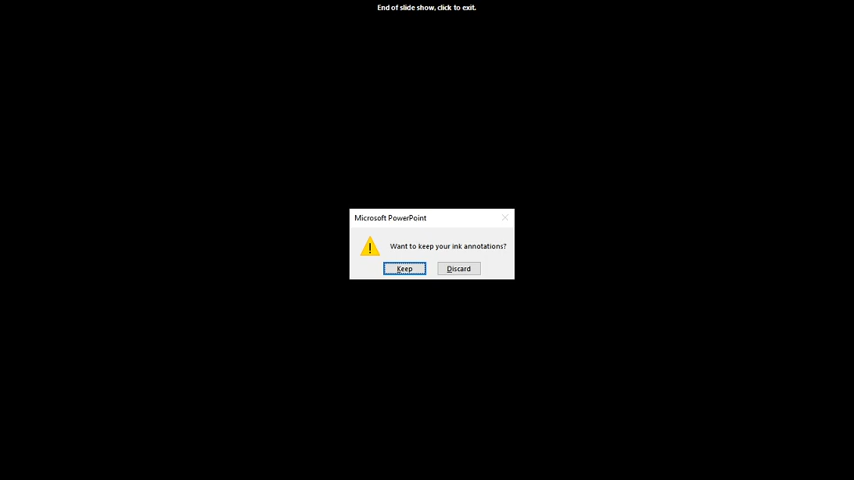 End of slide show, click to exit.
Microsoft PowerPoint
Want to keep your ink annotations?
Keep Discard